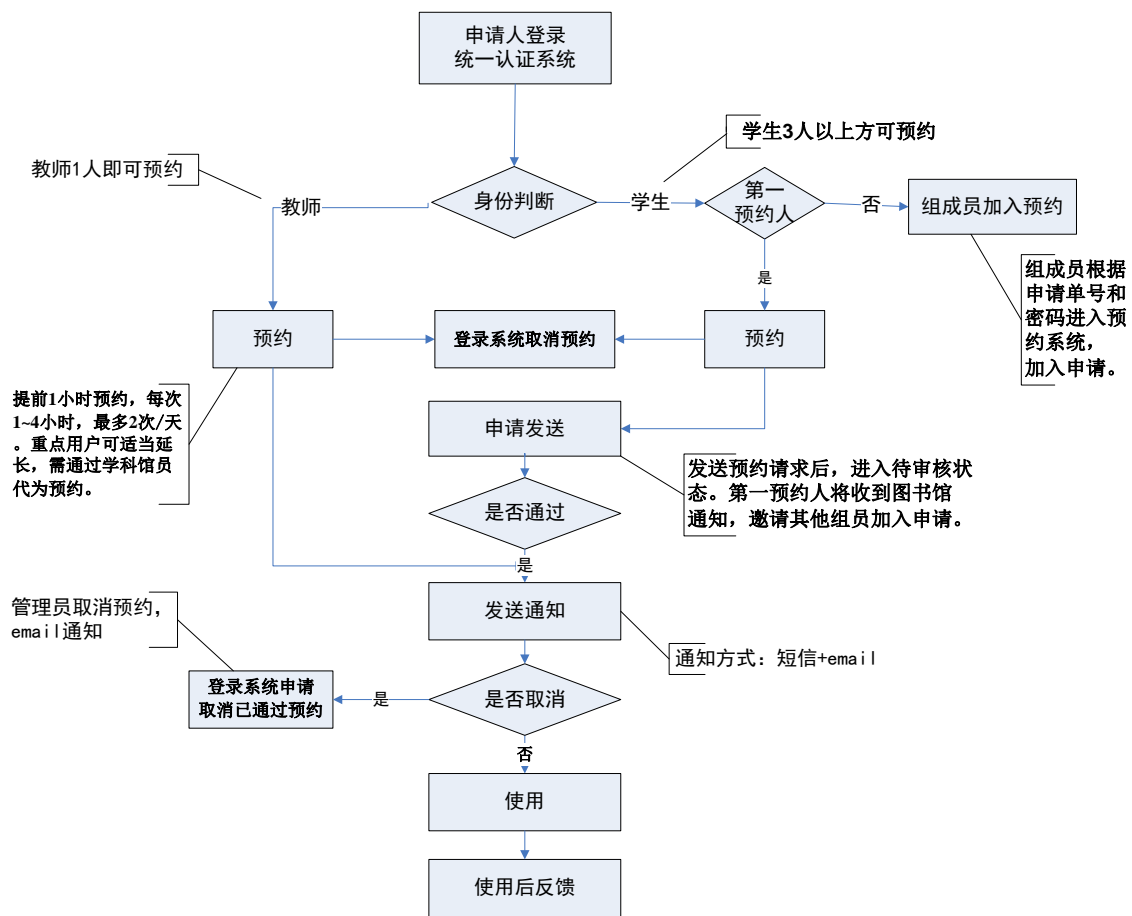 申请人登录
统一认证系统
学生3人以上方可预约
教师1人即可预约
教师
身份判断
学生
第一
预约人
否
组成员加入预约
是
组成员根据
申请单号和
密码进入预
约系统，
加入申请。
预约
登录系统取消预约
预约
提前1小时预约，每次
1~4小时，最多2次/天
。重点用户可适当延
长，需通过学科馆员
代为预约。
申请发送
发送预约请求后，进入待审核状
态。第一预约人将收到图书馆
通知，邀请其他组员加入申请。
是否通过
是
管理员取消预约，
email通知
发送通知
通知方式：短信+email
登录系统申请
取消已通过预约
是
是否取消
否
使用
使用后反馈